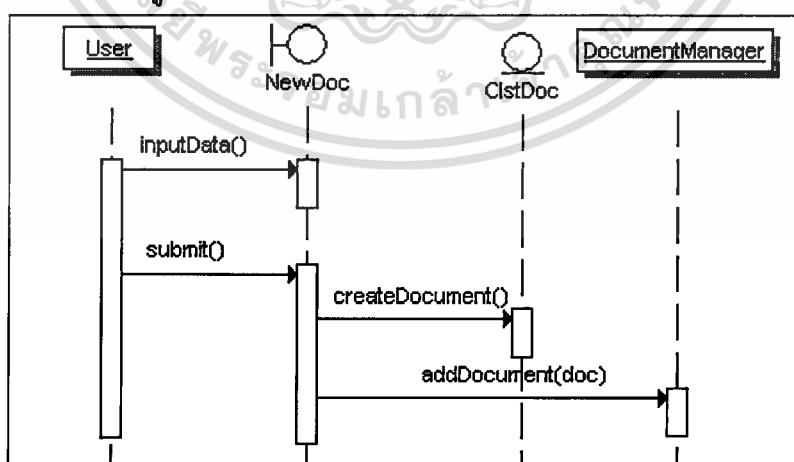 User
NewDoc
ClstDoc
DocumentManager
inputData()
submit()
createDocument()
addDocument(doc)